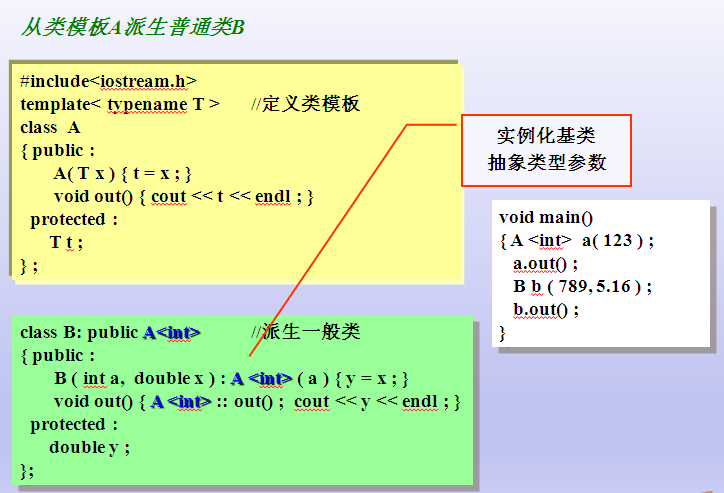 从类模板A派生普通类B
#include<iostream.h>
template< typename T > //定义类模板
class A
{ public :
A( T x ) { t = x ; }
void out() { cout << t << endl ; }
protected :
T t ;
} ;
实例化基类
抽象类型参数
void main()
{ A <int> a( 123 ) ;
a.out() ;
B b ( 789, 5.16 ) ;
b.out() ;
}
class B: public A<int> //派生一般类
{ public :
B ( int a, double x ) : A <int> ( a ) { y = x ; }
void out() { A <int> :: out() ; cout << y << endl ; }
protected :
double y ;
};